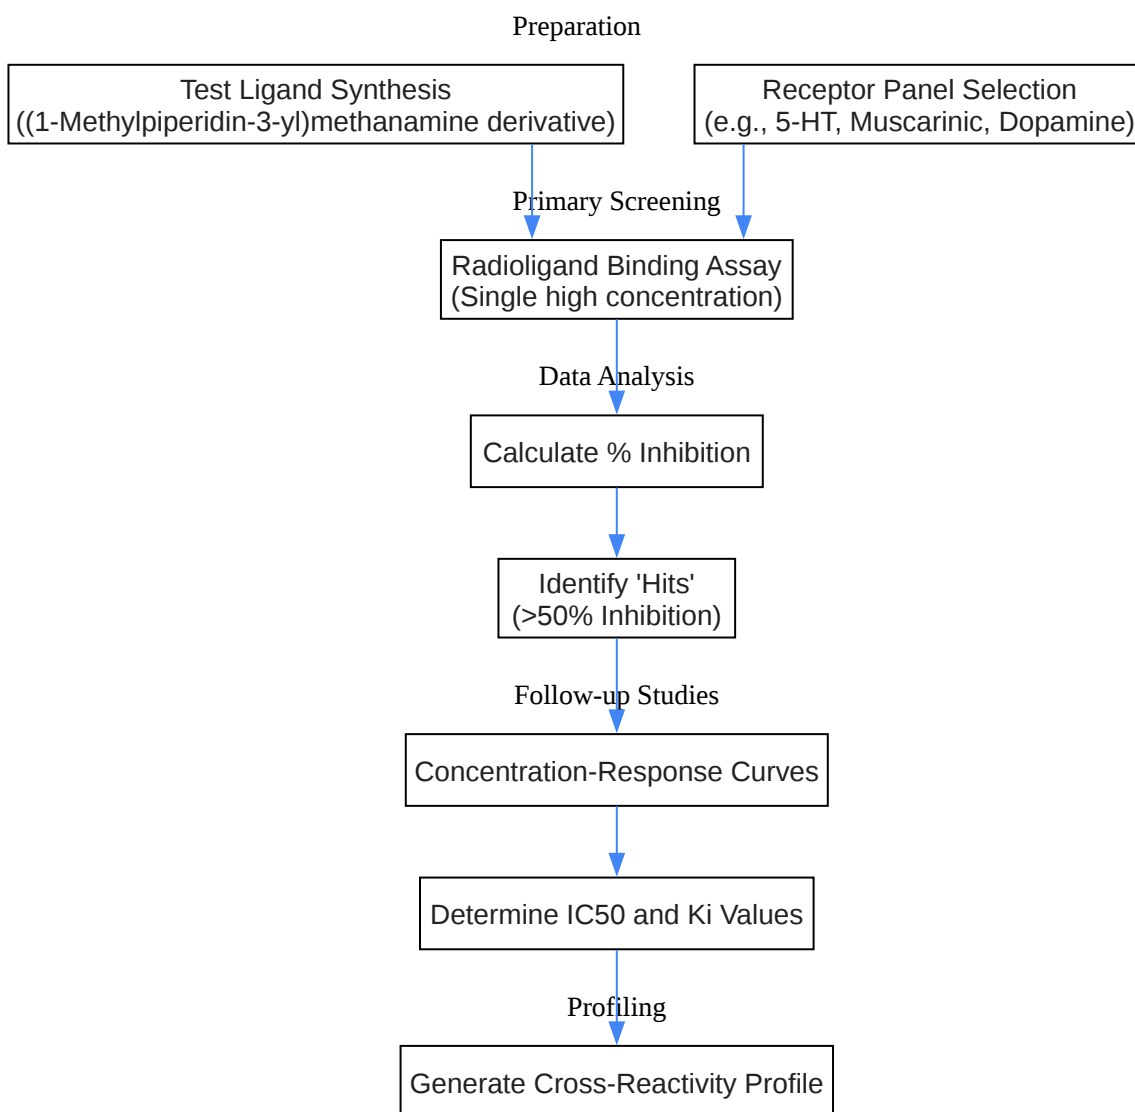 Preparation
Test Ligand Synthesis
((1-Methylpiperidin-3-yl)methanamine derivative)
Receptor Panel Selection
(e.g., 5-HT, Muscarinic, Dopamine)
Primary Screening
Radioligand Binding Assay
(Single high concentration)
Data Analysis
Calculate % Inhibition
Identify 'Hits'
(>50% Inhibition)
Follow-up Studies
Concentration-Response Curves
Determine IC50 and Ki Values
Profiling
Generate Cross-Reactivity Profile